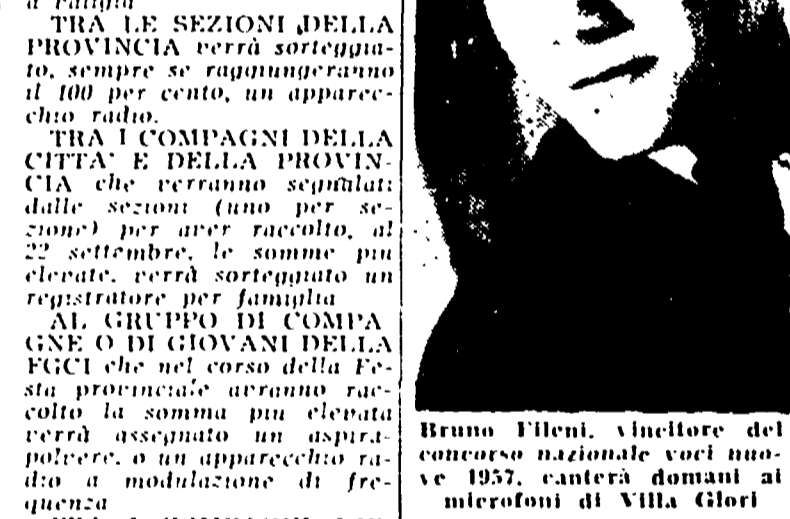 a valigia
TRA LE SEZIONI DELLA
PROVINCIA verrà sorteggia-
to, sempre se raggiungeranno
il 100 per cento, un apparec-
chio radio.
TRA I COMPAGNI DELLA
CITTA' E DELLA PROVIN-
CIA che verranno segnalati
dalle sezioni (uno per se-
zione) per aver raccolto, al
22 settembre, le somme più
elevate, verrà sorteggiato un
registratore per famiglia
AL GRUPPO DI COMPA
GNE O DI GIOVANI DELLA
FGCI che nel corso della Fe-
sta provinciale avranno rac-
colto la somma più elevata
verrà assegnato un aspira-
polvere, o un apparecchio ra-
dio a modulazione di fre-
quenza
Bruno Fileni, vincitore del
concorso nazionale voci nuo-
ve 1957, canterà domani ai
microfoni di Villa Glori